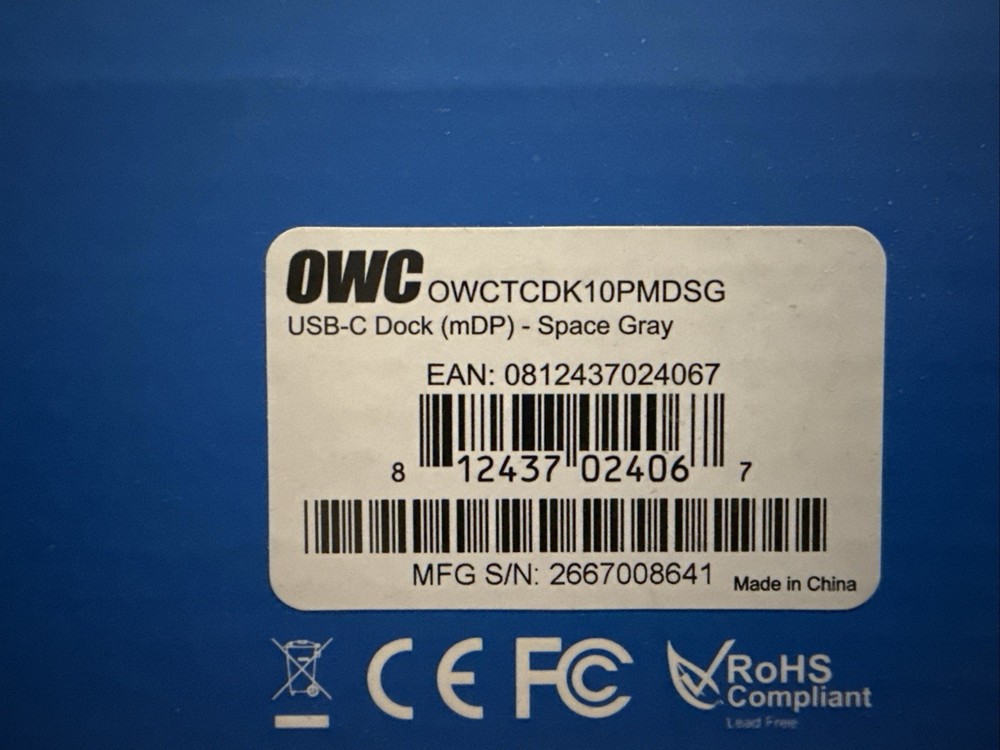 OWC OWCTCDK10PMDSG
USB-C Dock (mDP) - Space Gray
EAN: 0812437024067
8 12437 02406 7
MFG S/N: 2667008641 Made in China
CE FC RoHS
Compliant
Lead Free